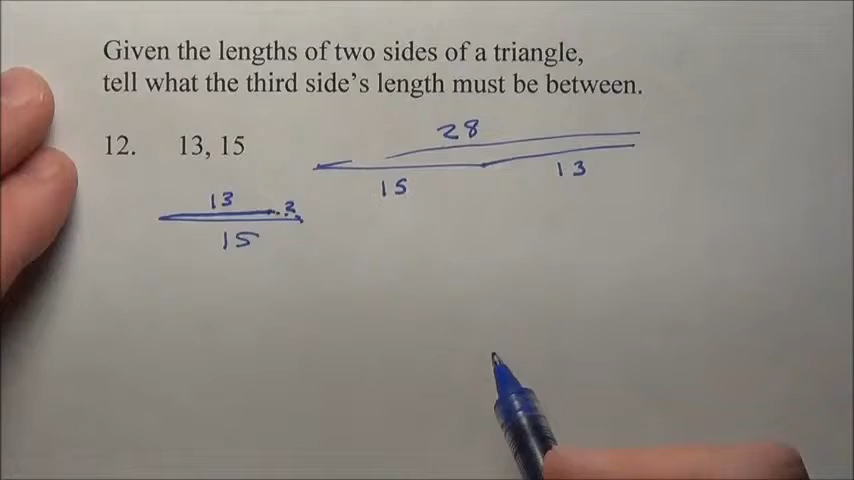 Given the lengths of two sides of a triangle,
tell what the third side's length must be between.
12. 13, 15
28
15 13
13 2
15